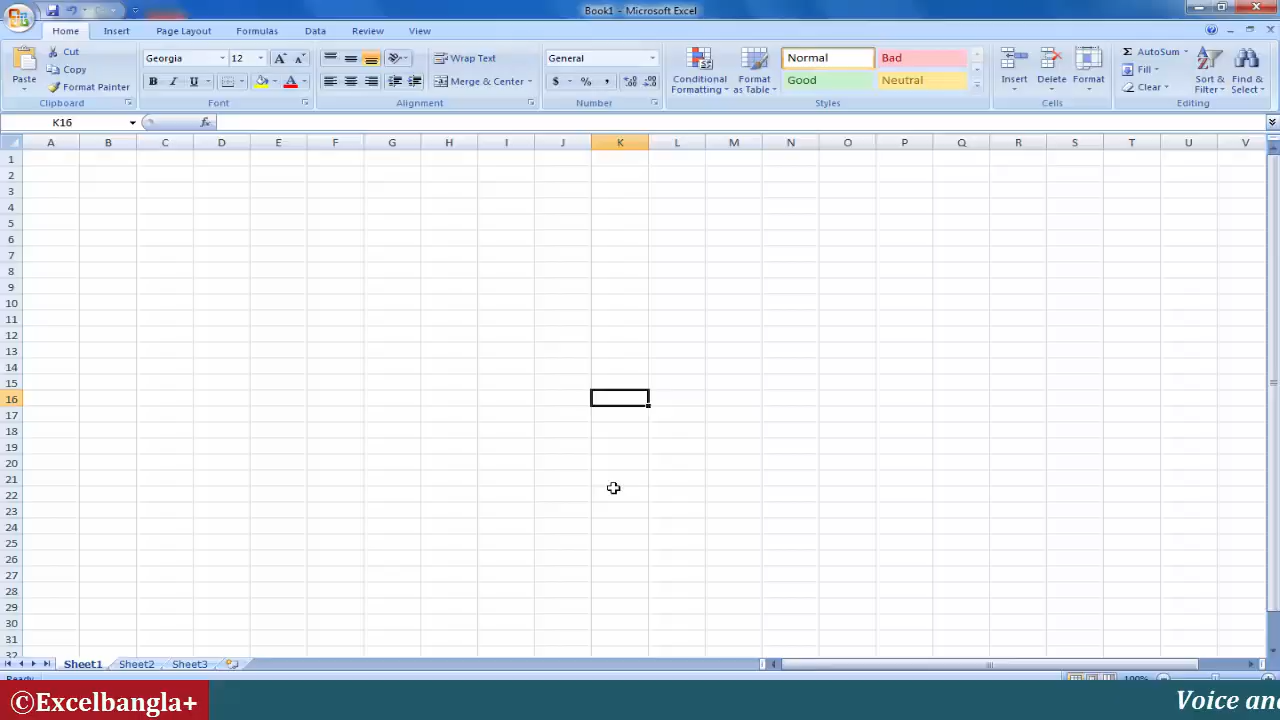 Book1 - Microsoft Excel
Home Insert Page Layout Formulas Data Review View
Paste
Cut
Copy
Format Painter
Clipboard
Georgia 12
B I U
A
Font
Wrap Text
Merge & Center
Alignment
General
$ % ,
Number
Conditional Formatting
Format as Table
Normal Bad
Good Neutral
Styles
Insert Delete Format
Cells
Σ AutoSum
Fill
Clear
Sort & Filter
Find & Select
Editing
K16 fx
A B C D E F G H I K L M N O P Q R S T U V
1
2
3
4
5
6
7
8
9
10
11
12
13
14
15
16
17
18
19
20
21
22
23
24
25
26
27
28
29
30
31
32
Sheet1 Sheet2 Sheet3
Ready 100%
©Excelbangla+ Voice and